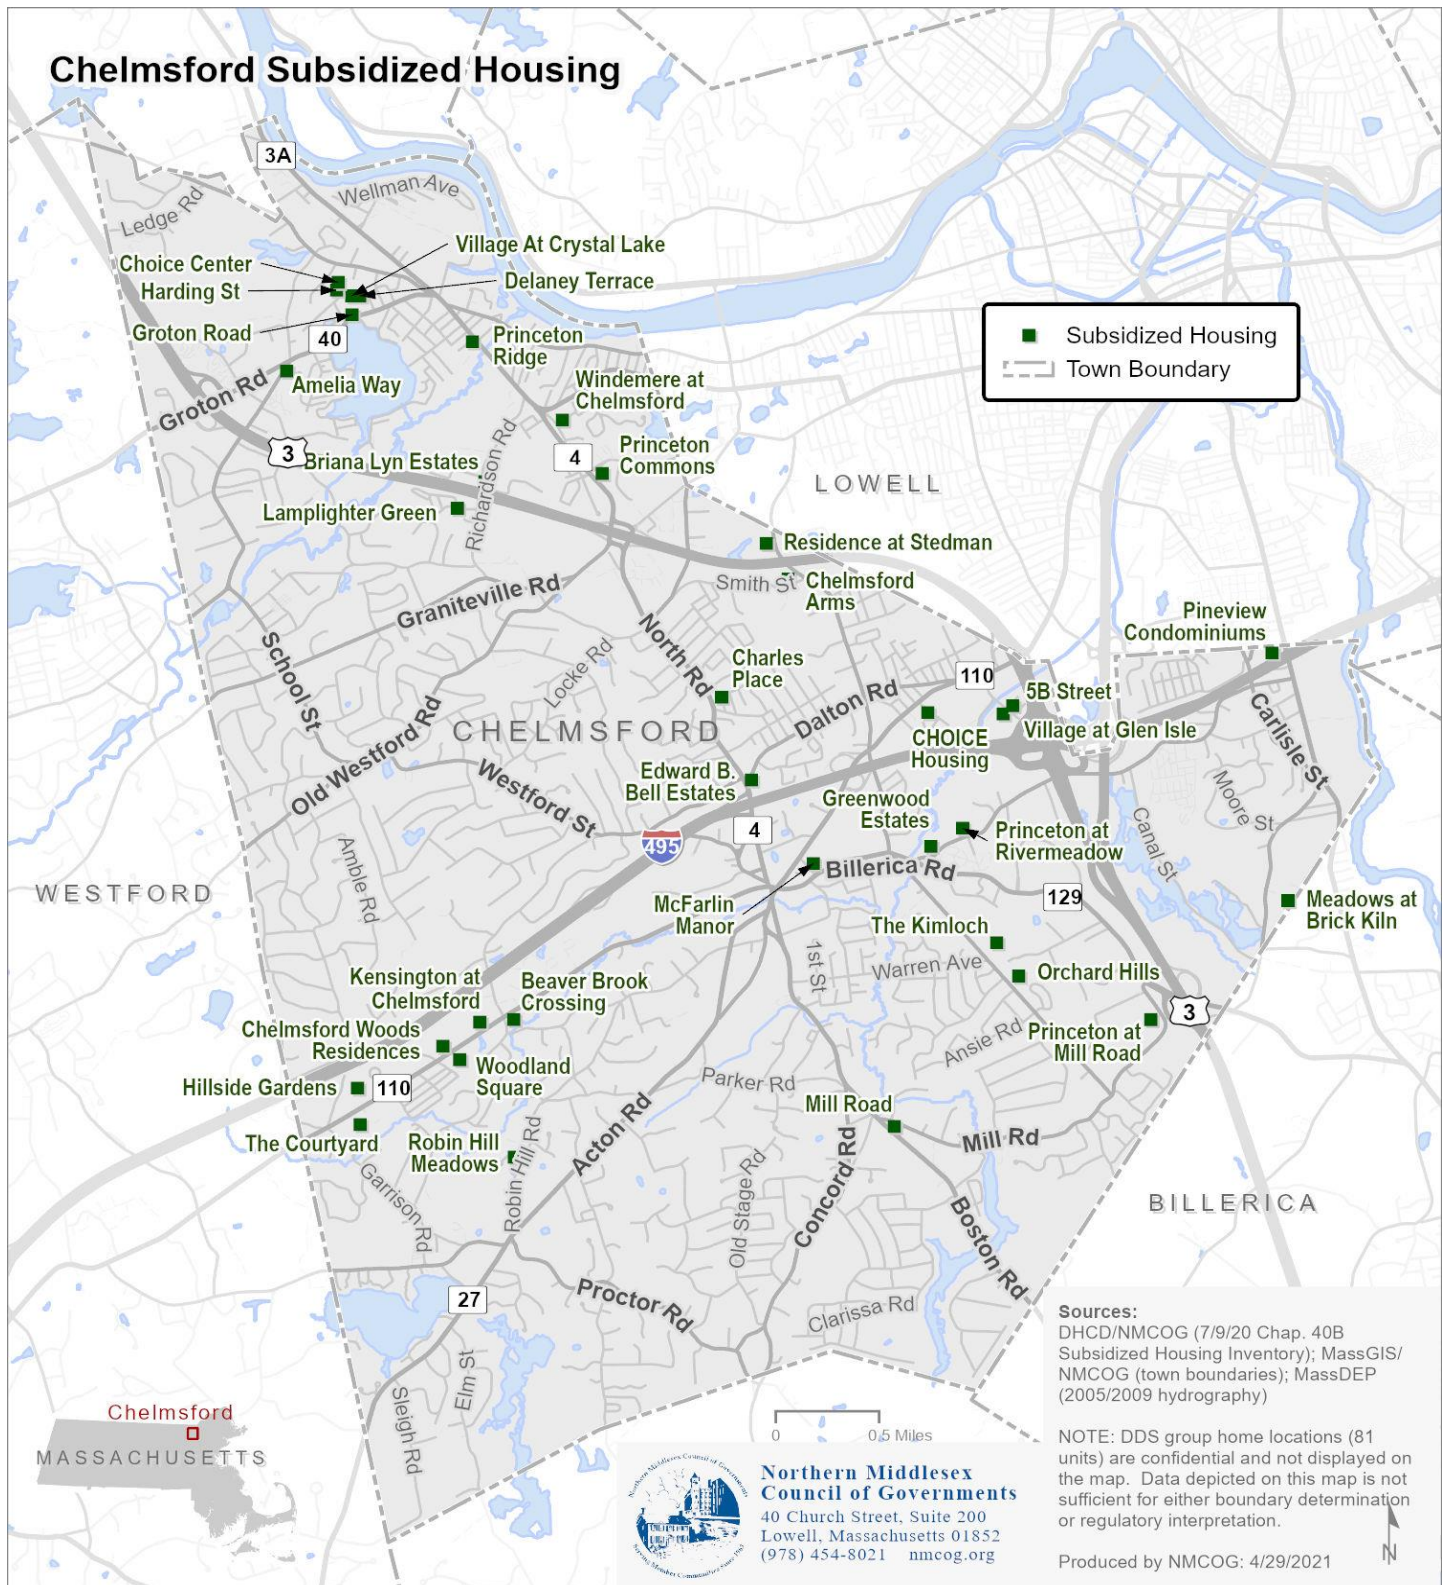 Chelmsford Subsidized Housing
3A
Wellman Ave
Ledge Rd
Village At Crystal Lake
Choice Center
Harding St
Delaney Terrace
Groton Road
40
Princeton
Ridge
Subsidized Housing
Town Boundary
Amelia Way
Groton Rd
Windemere at
Chelmsford
3
Briana Lyn Estates
Richardson Rd
4
Princeton
Commons
LOWELL
Lamplighter Green
Residence at Stedman
Smith St
Chelmsford
Arms
Graniteville Rd
Pineview
Condominiums
School St
Locke Rd
North Rd
Charles
Place
110
Dalton Rd
5B Street
Village at Glen Isle
Carlisle St
CHELMSFORD
CHOICE
Housing
Old Westford Rd
Westford St
Edward B.
Bell Estates
Greenwood
Estates
Moore St
495
4
Princeton at
Rivermeadow
Canal St
Amble Rd
Billerica Rd
WESTFORD
129
McFarlin
Manor
Meadows at
Brick Kiln
The Kimloch
1st St
Warren Ave
Orchard Hills
Kensington at
Chelmsford
Beaver Brook
Crossing
3
Chelmsford Woods
Residences
Ansie Rd
Princeton at
Mill Road
Woodland
Square
Hillside Gardens
110
Parker Rd
Mill Road
The Courtyard
Robin Hill
Meadows
Robin Hill Rd
Acton Rd
Mill Rd
Garrison Rd
Old Stage Rd
Concord Rd
BILLERICA
Boston Rd
27
Proctor Rd
Clarissa Rd
Elm St
Sleigh Rd
Chelmsford
MASSACHUSETTS
0 0.5 Miles
Northern Middlesex Council of Governments
Serving Member Communities Since 1963
Northern Middlesex
Council of Governments
40 Church Street, Suite 200
Lowell, Massachusetts 01852
(978) 454-8021 nmcog.org
Sources:
DHCD/NMCOG (7/9/20 Chap. 40B
Subsidized Housing Inventory); MassGIS/
NMCOG (town boundaries); MassDEP
(2005/2009 hydrography)
NOTE: DDS group home locations (81
units) are confidential and not displayed on
the map. Data depicted on this map is not
sufficient for either boundary determination
or regulatory interpretation.
Produced by NMCOG: 4/29/2021
N